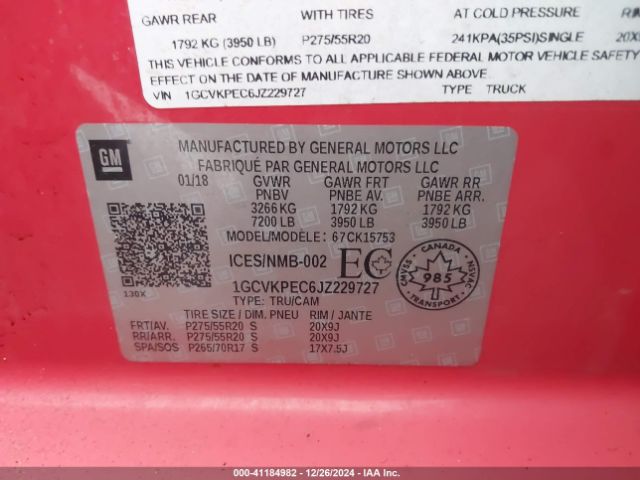 GAWR REAR WITH TIRES AT COLD PRESSURE RIM
1792 KG (3950 LB) P275/55R20 241KPA(35PSI)SINGLE
THIS VEHICLE CONFORMS TO ALL APPLICABLE FEDERAL MOTOR VEHICLE SAFETY
EFFECT ON THE DATE OF MANUFACTURE SHOWN ABOVE.
VIN 1GCVKPEC6JZ229727 TYPE: TRUCK
GM
MANUFACTURED BY GENERAL MOTORS LLC
FABRIQUÉ PAR GENERAL MOTORS LLC
01/18 GVWR GAWR FRT GAWR RR
PNBV PNBE AV. PNBE ARR.
3266 KG 1792 KG 1792 KG
7200 LB 3950 LB 3950 LB
MODEL/MODÈLE: 67CK15753
ICES/NMB-002 EC
CANADA
CMVSS 985 NSVAC
TRANSPORT
130X
1GCVKPEC6JZ229727
TYPE: TRU/CAM
TIRE SIZE / DIM. PNEU RIM / JANTE
FRT/AV. P275/55R20 S 20X9J
RR/ARR. P275/55R20 S 20X9J
SPA/SOS P265/70R17 S 17X7.5J
000-41184982 - 12/26/2024 - IAA Inc.